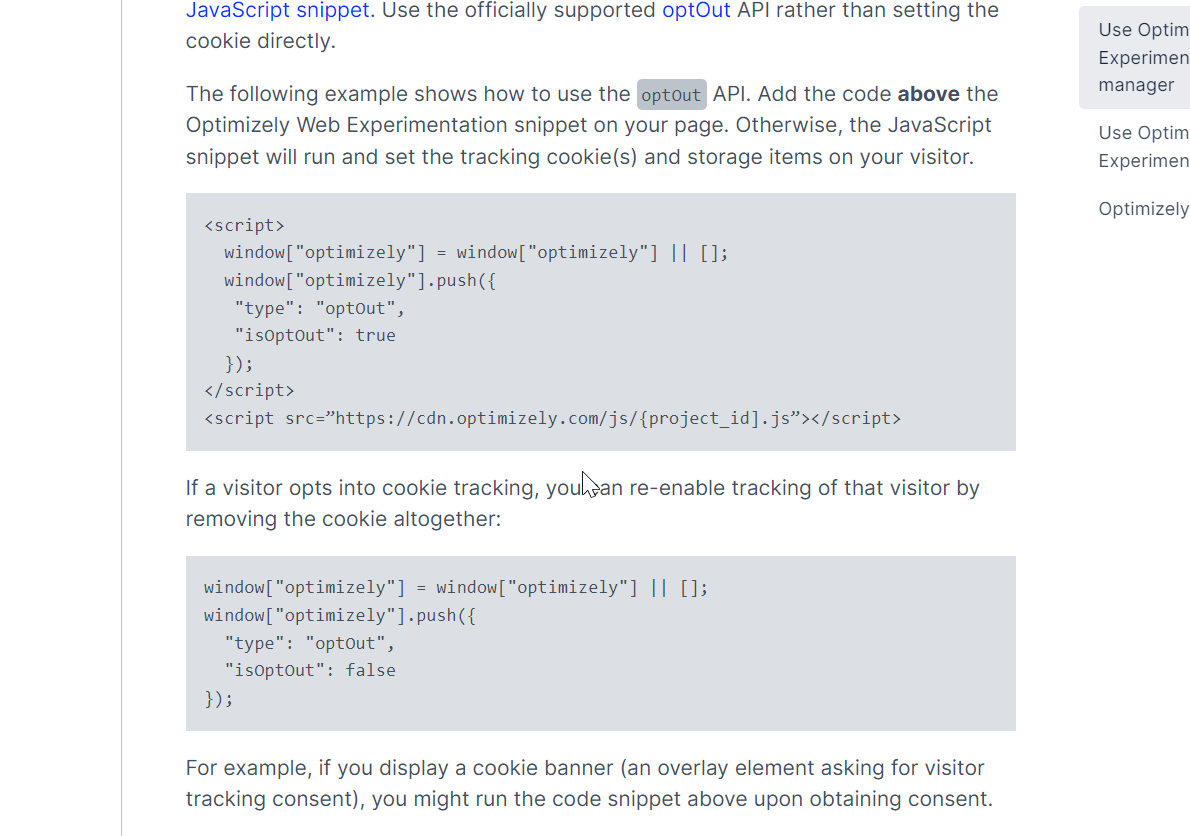 JavaScript snippet. Use the officially supported optOut API rather than setting the
cookie directly.
The following example shows how to use the optOut API. Add the code above the
Optimizely Web Experimentation snippet on your page. Otherwise, the JavaScript
snippet will run and set the tracking cookie(s) and storage items on your visitor.
<script>
  window["optimizely"] = window["optimizely"] || [];
  window["optimizely"].push({
   "type": "optOut",
   "isOptOut": true
  });
</script>
<script src=”https://cdn.optimizely.com/js/{project_id].js”></script>
If a visitor opts into cookie tracking, you can re-enable tracking of that visitor by
removing the cookie altogether:
window["optimizely"] = window["optimizely"] || [];
window["optimizely"].push({
  "type": "optOut",
  "isOptOut": false
});
For example, if you display a cookie banner (an overlay element asking for visitor
tracking consent), you might run the code snippet above upon obtaining consent.
Use Optim
Experimen
manager
Use Optim
Experimen
Optimizely